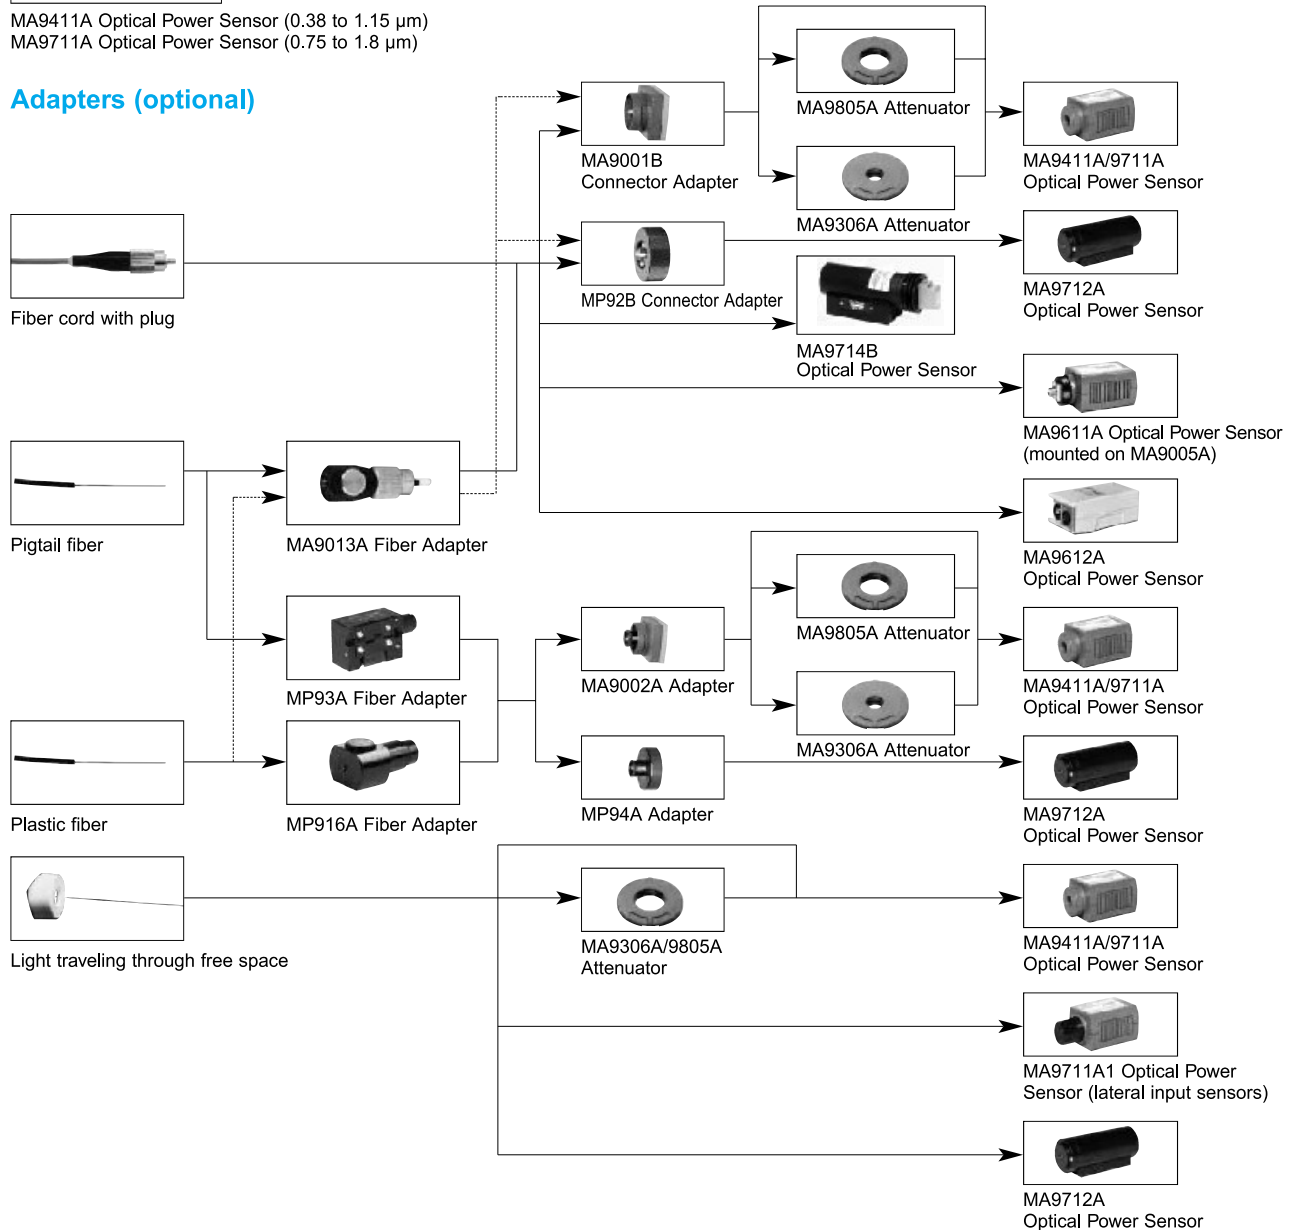 MA9411A Optical Power Sensor (0.38 to 1.15 µm)
MA9711A Optical Power Sensor (0.75 to 1.8 µm)
Adapters (optional)
MA9805A Attenuator
MA9001B
Connector Adapter
MA9411A/9711A
Optical Power Sensor
MA9306A Attenuator
Fiber cord with plug
MP92B Connector Adapter
MA9712A
Optical Power Sensor
MA9714B
Optical Power Sensor
MA9611A Optical Power Sensor
(mounted on MA9005A)
Pigtail fiber
MA9013A Fiber Adapter
MA9612A
Optical Power Sensor
MA9805A Attenuator
MP93A Fiber Adapter
MA9002A Adapter
MA9411A/9711A
Optical Power Sensor
MA9306A Attenuator
Plastic fiber
MP916A Fiber Adapter
MP94A Adapter
MA9712A
Optical Power Sensor
Light traveling through free space
MA9306A/9805A
Attenuator
MA9411A/9711A
Optical Power Sensor
MA9711A1 Optical Power
Sensor (lateral input sensors)
MA9712A
Optical Power Sensor